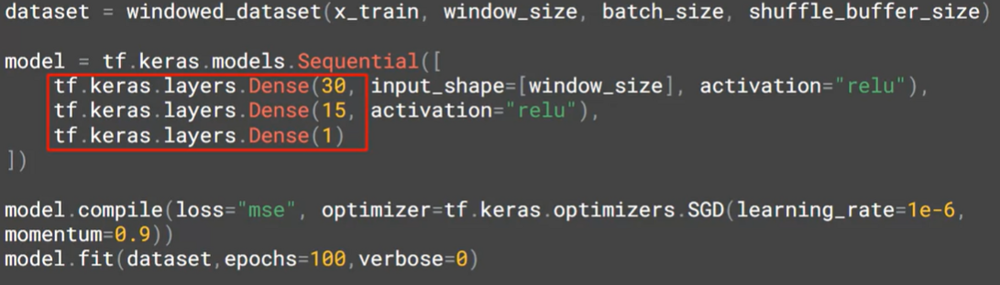 dataset = windowed_dataset(x_train, window_size, batch_size, shuffle_buffer_size)
model = tf.keras.models.Sequential([
tf.keras.layers.Dense(30, input_shape=[window_size], activation="relu"),
tf.keras.layers.Dense(15, activation="relu"),
tf.keras.layers.Dense(1)
])
model.compile(loss="mse", optimizer=tf.keras.optimizers.SGD(learning_rate=1e-6,
momentum=0.9))
model.fit(dataset,epochs=100,verbose=0)